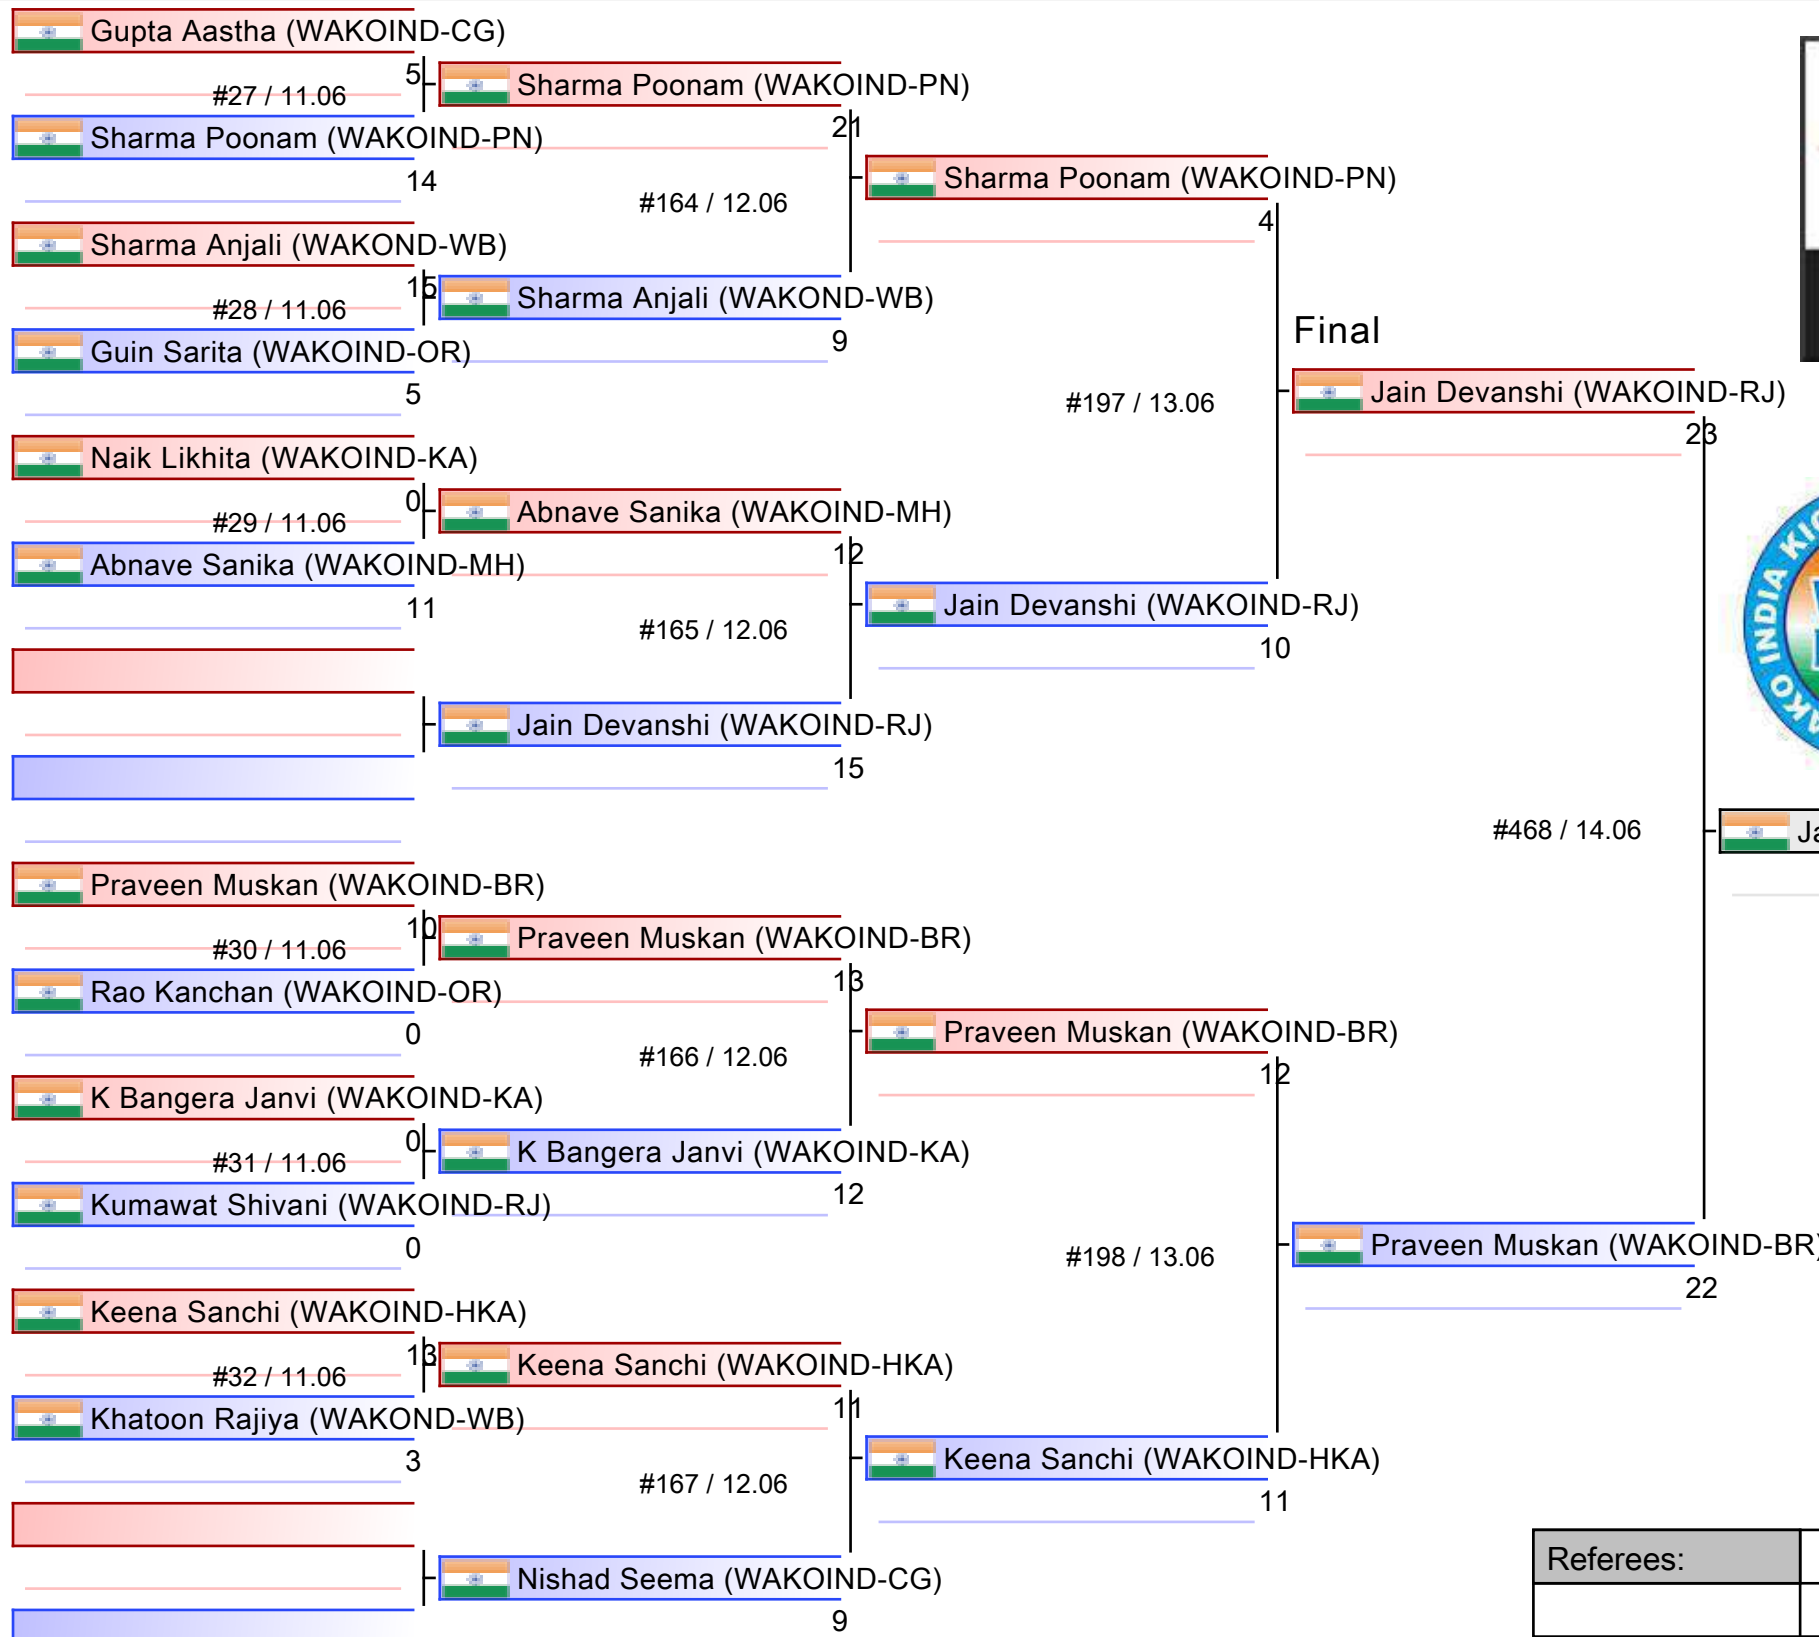 Gupta Aastha (WAKOIND-CG)
5
#27 / 11.06
Sharma Poonam (WAKOIND-PN)
14
Sharma Anjali (WAKOND-WB)
15
#28 / 11.06
Guin Sarita (WAKOIND-OR)
5
Naik Likhita (WAKOIND-KA)
0
#29 / 11.06
Abnave Sanika (WAKOIND-MH)
11
Praveen Muskan (WAKOIND-BR)
10
#30 / 11.06
Rao Kanchan (WAKOIND-OR)
0
K Bangera Janvi (WAKOIND-KA)
0
#31 / 11.06
Kumawat Shivani (WAKOIND-RJ)
0
Keena Sanchi (WAKOIND-HKA)
13
#32 / 11.06
Khatoon Rajiya (WAKOND-WB)
3
Sharma Poonam (WAKOIND-PN)
21
#164 / 12.06
Sharma Anjali (WAKOND-WB)
9
Abnave Sanika (WAKOIND-MH)
12
#165 / 12.06
Jain Devanshi (WAKOIND-RJ)
15
Praveen Muskan (WAKOIND-BR)
13
#166 / 12.06
K Bangera Janvi (WAKOIND-KA)
12
Keena Sanchi (WAKOIND-HKA)
11
#167 / 12.06
Nishad Seema (WAKOIND-CG)
9
Sharma Poonam (WAKOIND-PN)
4
#197 / 13.06
Jain Devanshi (WAKOIND-RJ)
10
Praveen Muskan (WAKOIND-BR)
12
#198 / 13.06
Keena Sanchi (WAKOIND-HKA)
11
Final
Jain Devanshi (WAKOIND-RJ)
23
#468 / 14.06
Praveen Muskan (WAKOIND-BR)
22
INDIA
Referees: